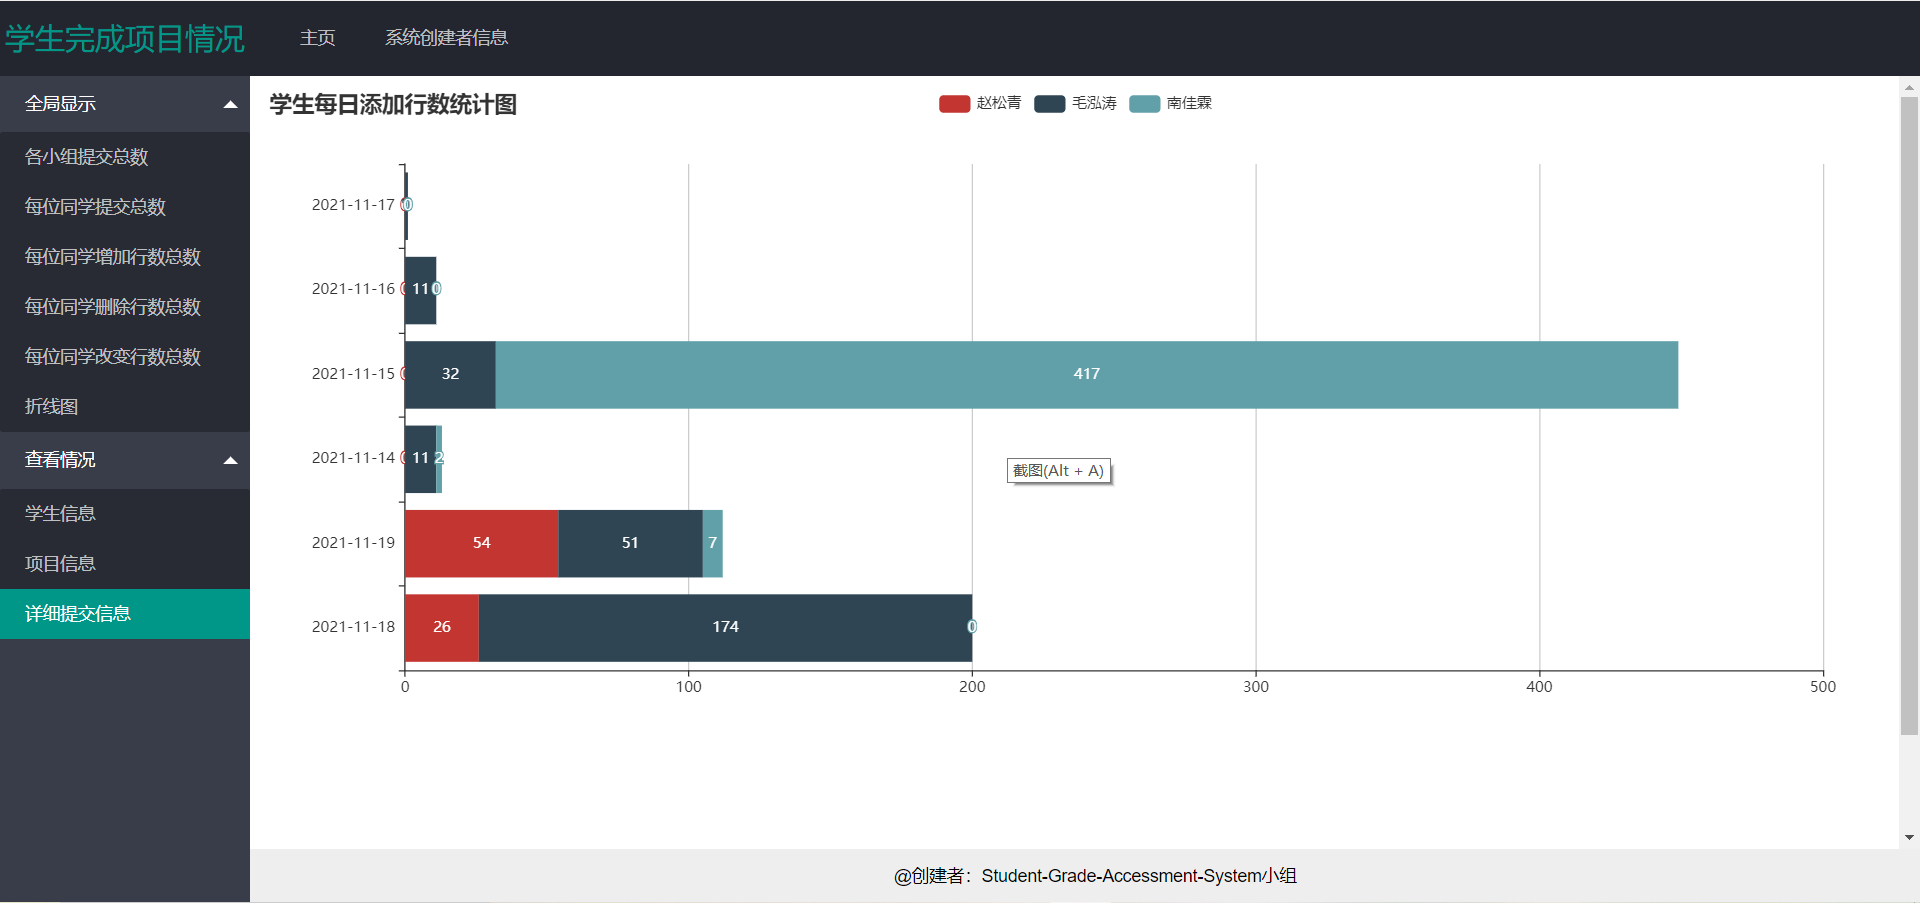 学生完成项目情况
主页
系统创建者信息
全局显示
各小组提交总数
每位同学提交总数
每位同学增加行数总数
每位同学删除行数总数
每位同学改变行数总数
折线图
查看情况
学生信息
项目信息
详细提交信息
学生每日添加行数统计图
赵松青 毛泓涛 南佳霖
2021-11-17 0
2021-11-16 0 11 0
2021-11-15 0 32 417
2021-11-14 0 11 2
截图(Alt + A)
2021-11-19 54 51 7
2021-11-18 26 174 0
0 100 200 300 400 500
@创建者：Student-Grade-Accessment-System小组